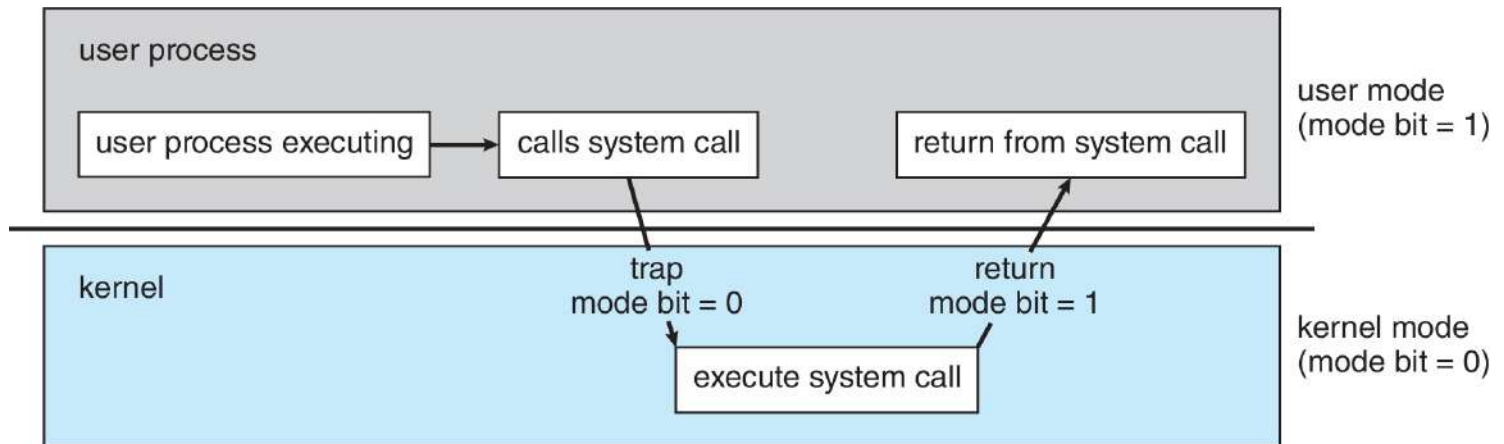 user process
user process executing
calls system call
return from system call
user mode
(mode bit = 1)
kernel
trap
mode bit = 0
return
mode bit = 1
execute system call
kernel mode
(mode bit = 0)